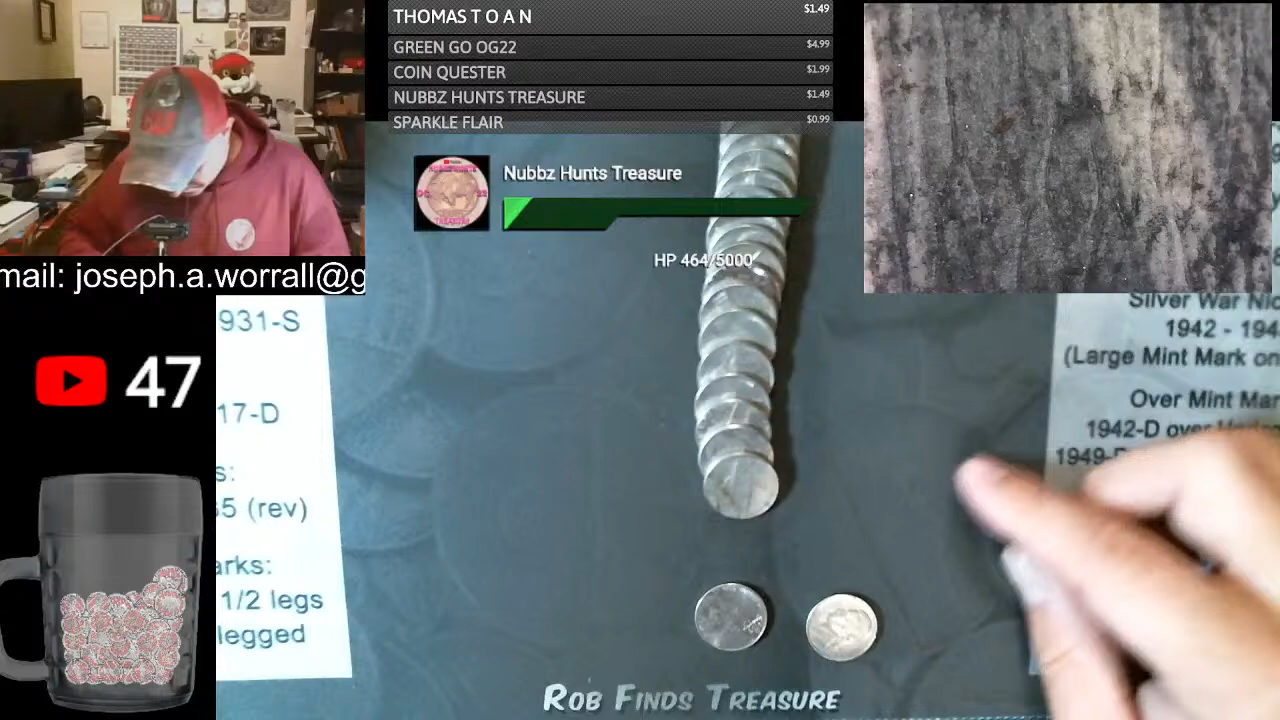 THOMAS T O A N $1.49
GREEN GO OG22 $4.99
COIN QUESTER $1.99
NUBBZ HUNTS TREASURE $1.49
SPARKLE FLAIR $0.99
Nubbz Hunts Treasure
HP 464/5000
mail: joseph.a.worrall@g
47
931-S
17-D
s:
5 (rev)
arks:
1/2 legs
legged
Silver War Nic
1942 - 194
(Large Mint Mark on
Over Mint Mar
1942-D over
1949-
ROB FINDS TREASURE